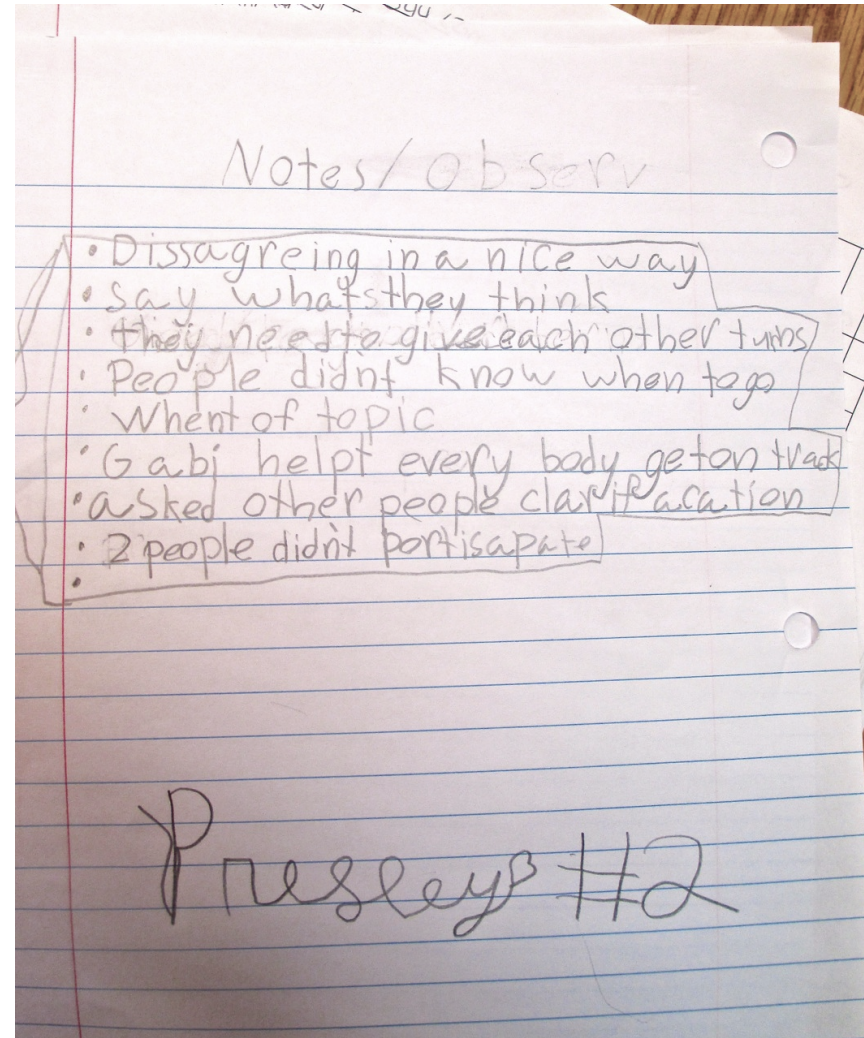 Notes/Observ
• Dissagreing in a nice way
• Say whatsthey think
• they need to give each other turns
• People didnt know when to go
• Whent of topic
• Gabi helpt every body get on track
• asked other people clarifacation
• 2 people didnt portisapate
•
Presley #2